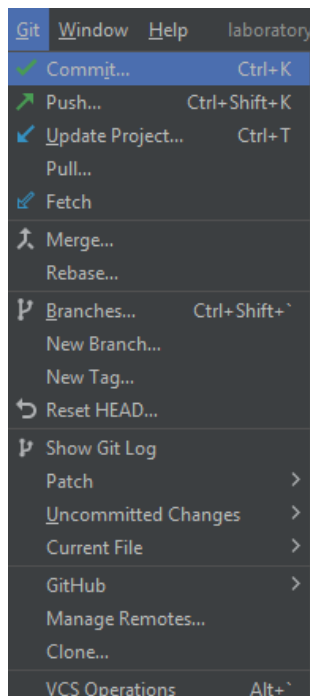 Git Window Help laboratory
Commit... Ctrl+K
Push... Ctrl+Shift+K
Update Project... Ctrl+T
Pull...
Fetch
Merge...
Rebase...
Branches... Ctrl+Shift+`
New Branch...
New Tag...
Reset HEAD...
Show Git Log
Patch
Uncommitted Changes
Current File
GitHub
Manage Remotes...
Clone...
VCS Operations Alt+`